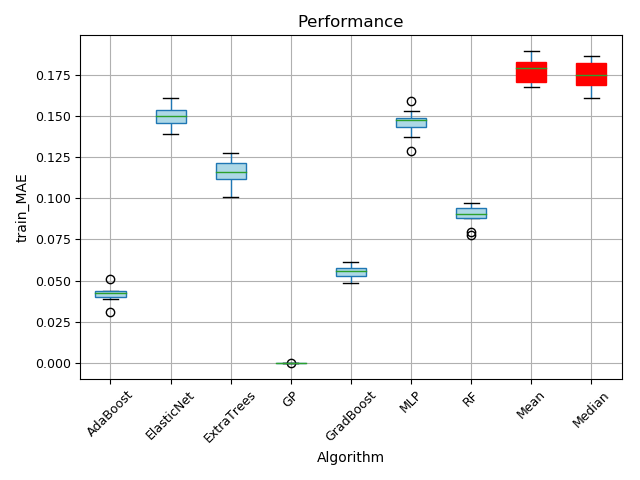 Performance
train_MAE
0.175
0.150
0.125
0.100
0.075
0.050
0.025
0.000
AdaBoost
ElasticNet
ExtraTrees
GP
GradBoost
MLP
RF
Mean
Median
Algorithm